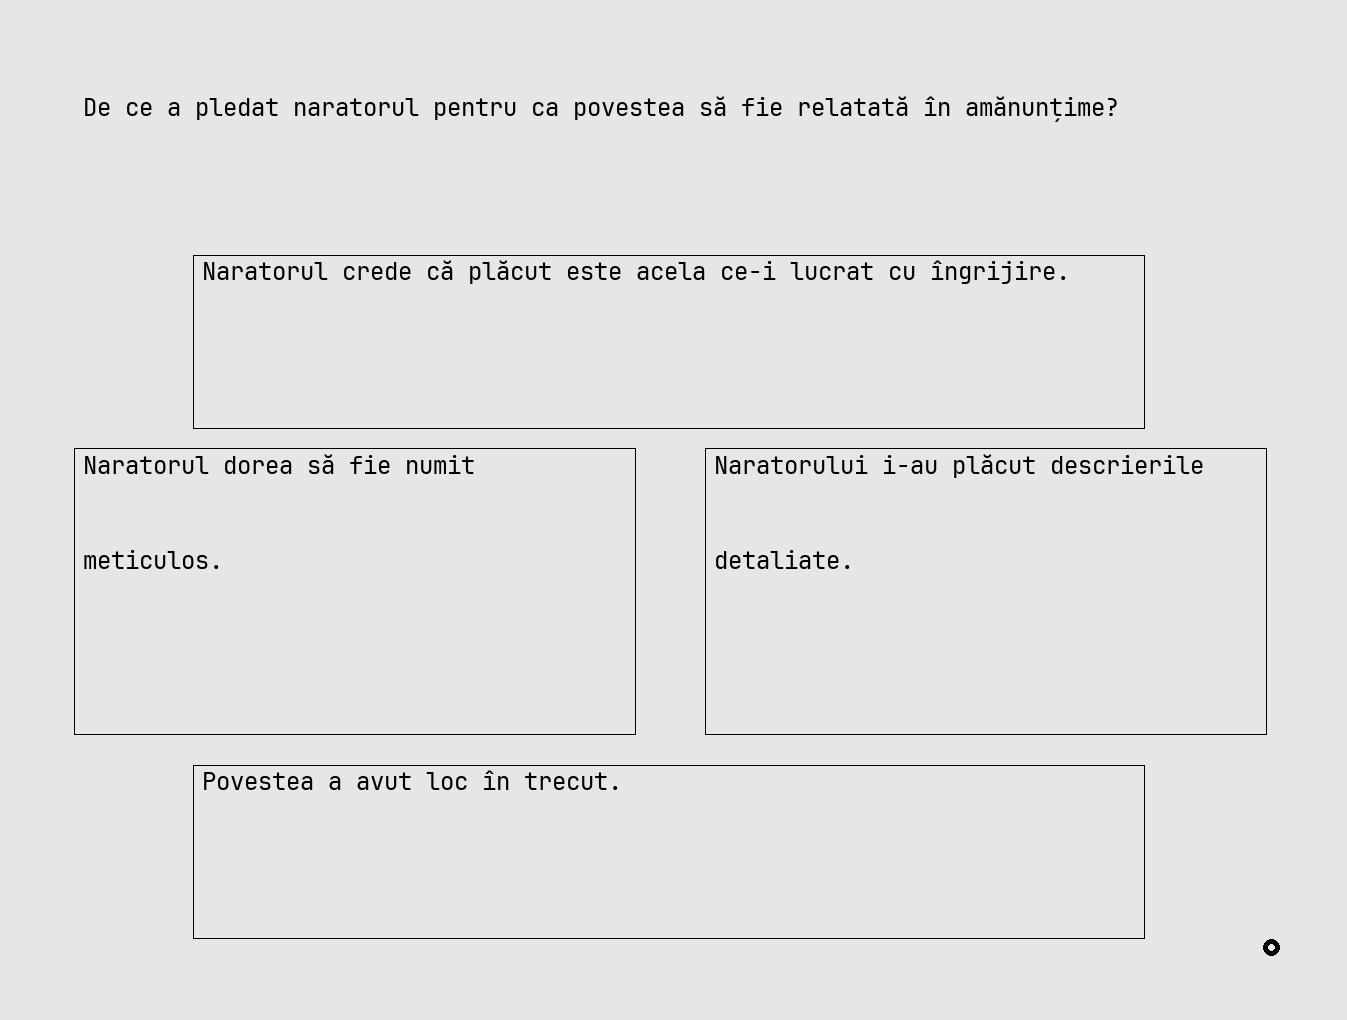 De ce a pledat naratorul pentru ca povestea să fie relatată în amănunțime?
Naratorul crede că plăcut este acela ce-i lucrat cu îngrijire.
Naratorul dorea să fie numit
meticulos.
Naratorului i-au plăcut descrierile
detaliate.
Povestea a avut loc în trecut.